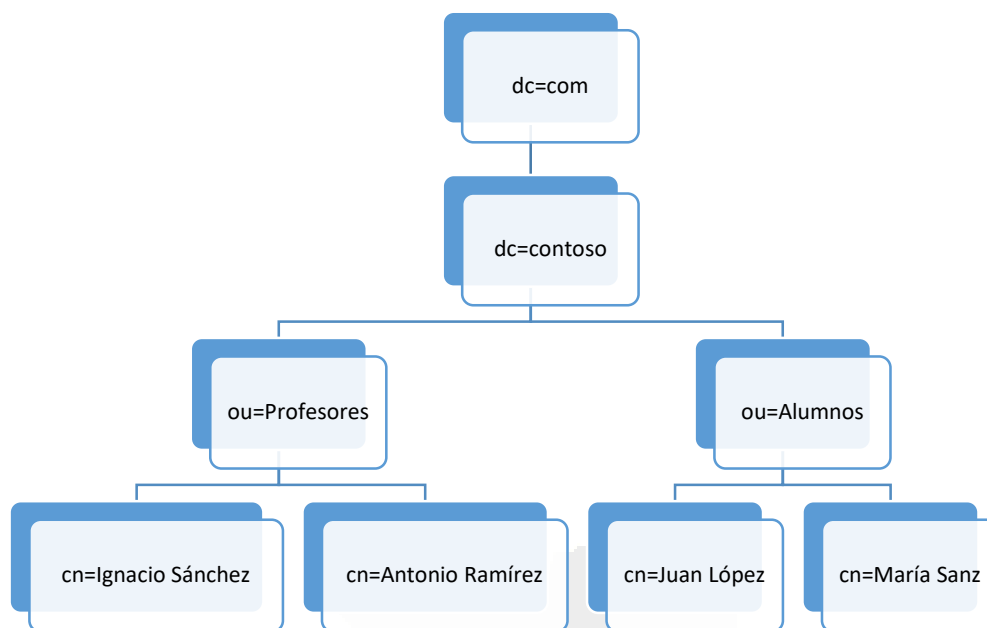 dc=com
dc=contoso
ou=Profesores
ou=Alumnos
cn=Ignacio Sánchez
cn=Antonio Ramírez
cn=Juan López
cn=María Sanz